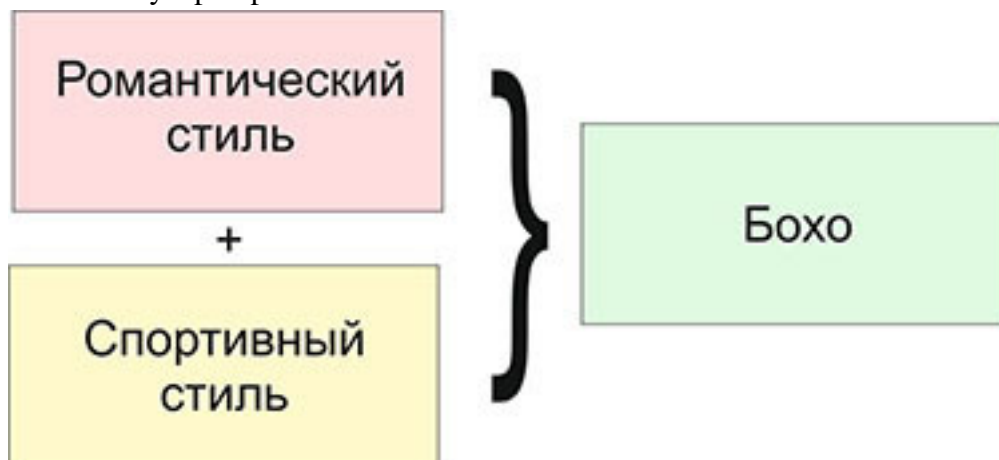 Романтический
стиль
+
Спортивный
стиль
}
Бохо